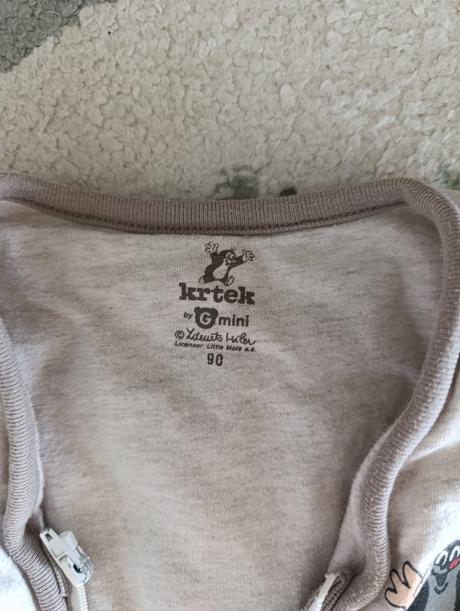 krtek
by G mini
© Zdeněk Miler
Licensor: Little Mole a.s.
90